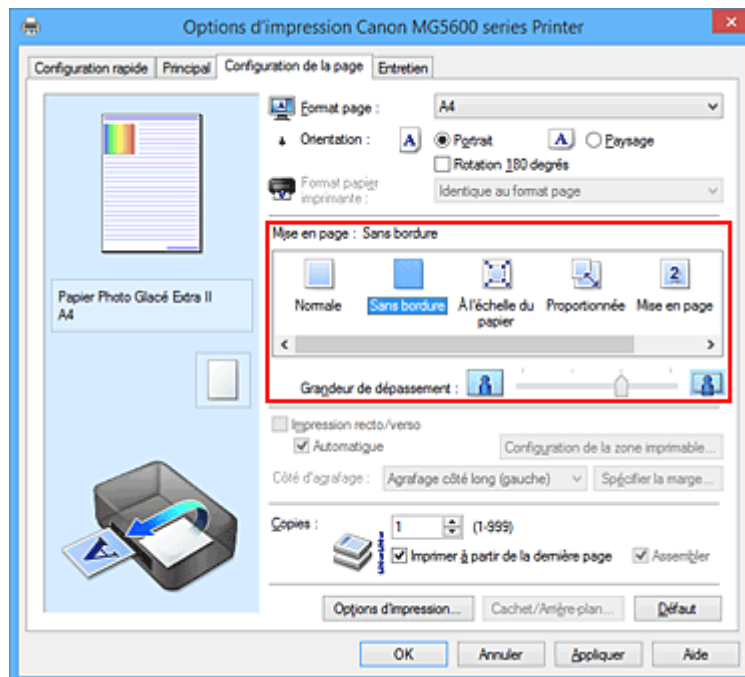 Options d'impression Canon MG5600 series Printer
Configuration rapide Principal Configuration de la page Entretien
Format page : A4
Orientation : A Portrait A Paysage
Rotation 180 degrés
Format papier imprimante : Identique au format page
Mise en page : Sans bordure
Papier Photo Glacé Extra II
A4
2
Normale Sans bordure À l'échelle du papier Proportionnée Mise en page
Grandeur de dépassement :
Impression recto/verso
Automatique Configuration de la zone imprimable...
Côté d'agrafage : Agrafage côté long (gauche) Spécifier la marge...
Copies : 1 (1-999)
Imprimer à partir de la dernière page Assembler
A
Options d'impression... Cachet/Arrière-plan... Défaut
OK Annuler Appliquer Aide